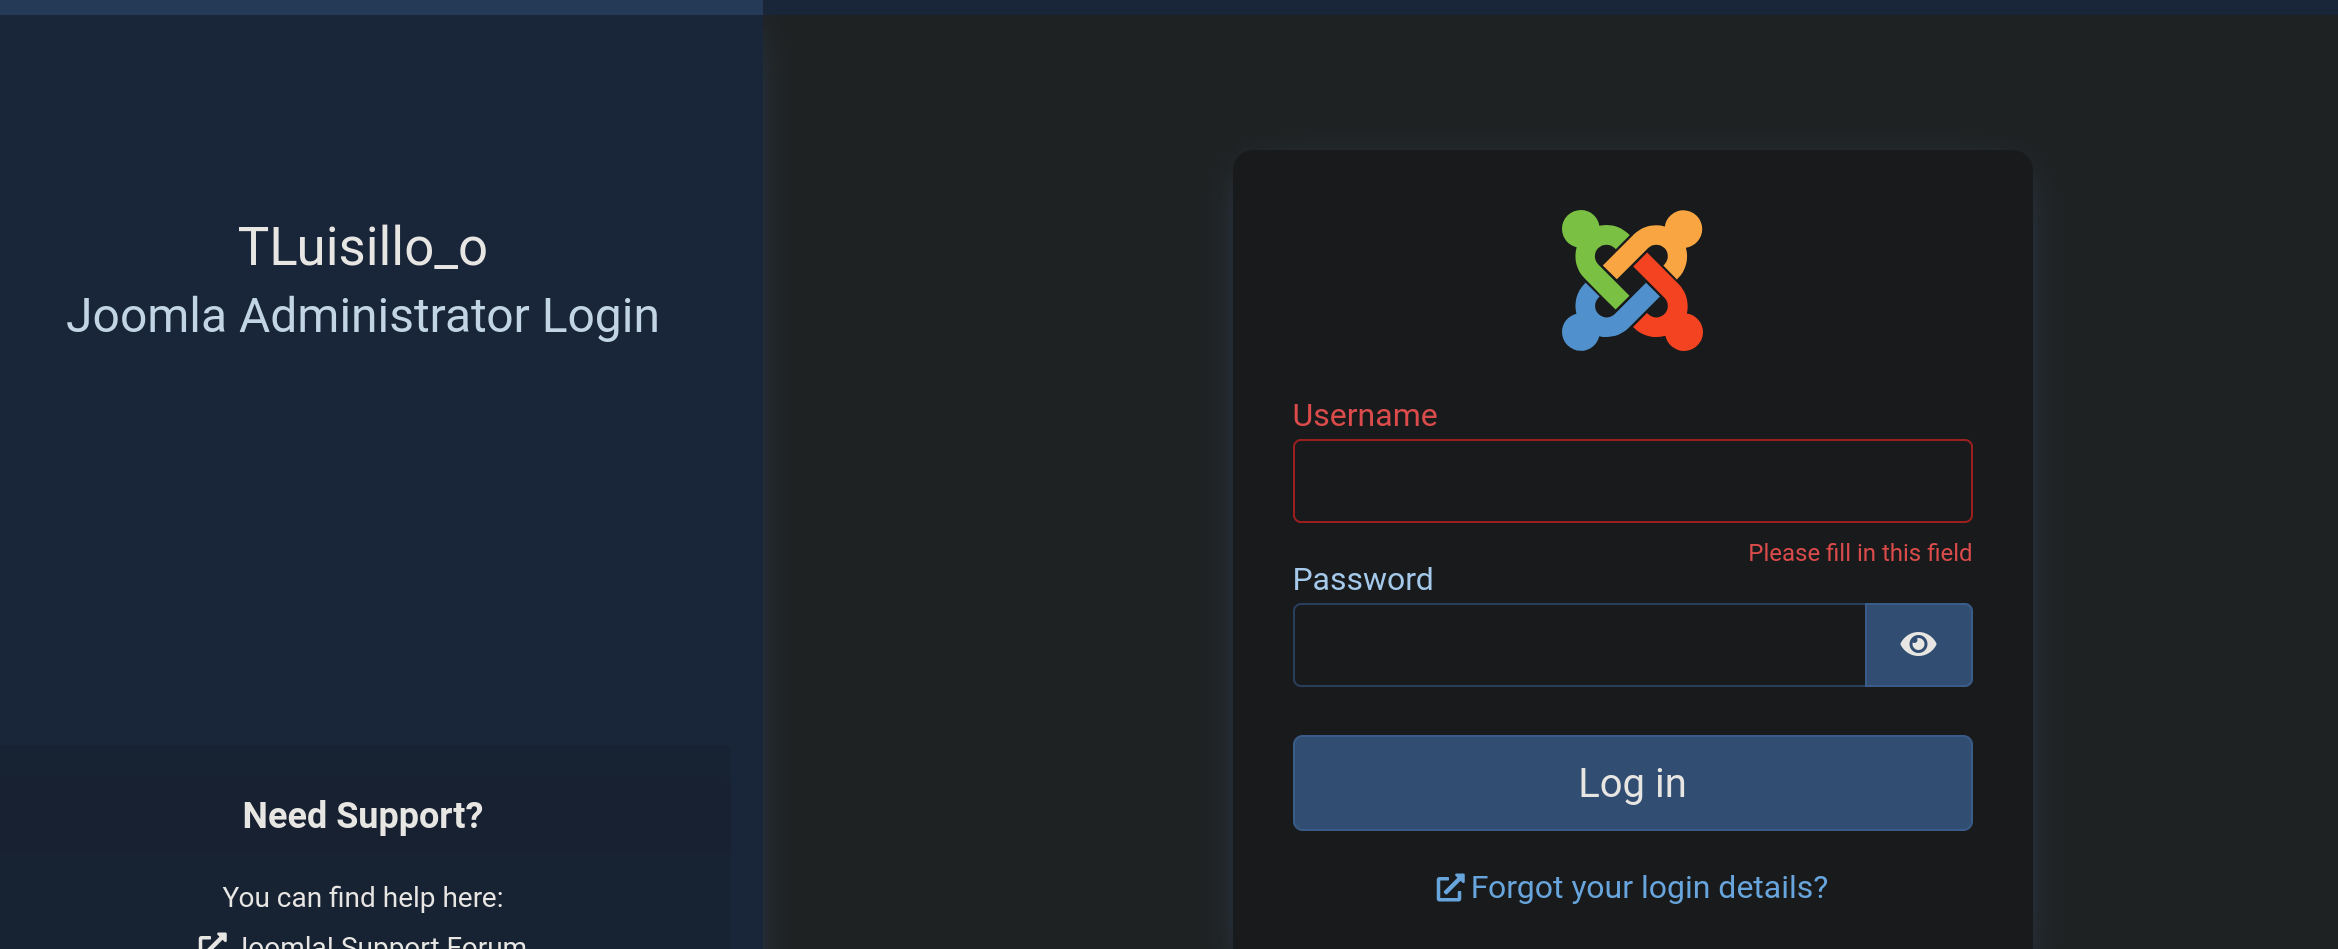 TLuisillo_o
Joomla Administrator Login
Need Support?
You can find help here:
Joomla! Support Forum
Username
Please fill in this field
Password
Log in
Forgot your login details?